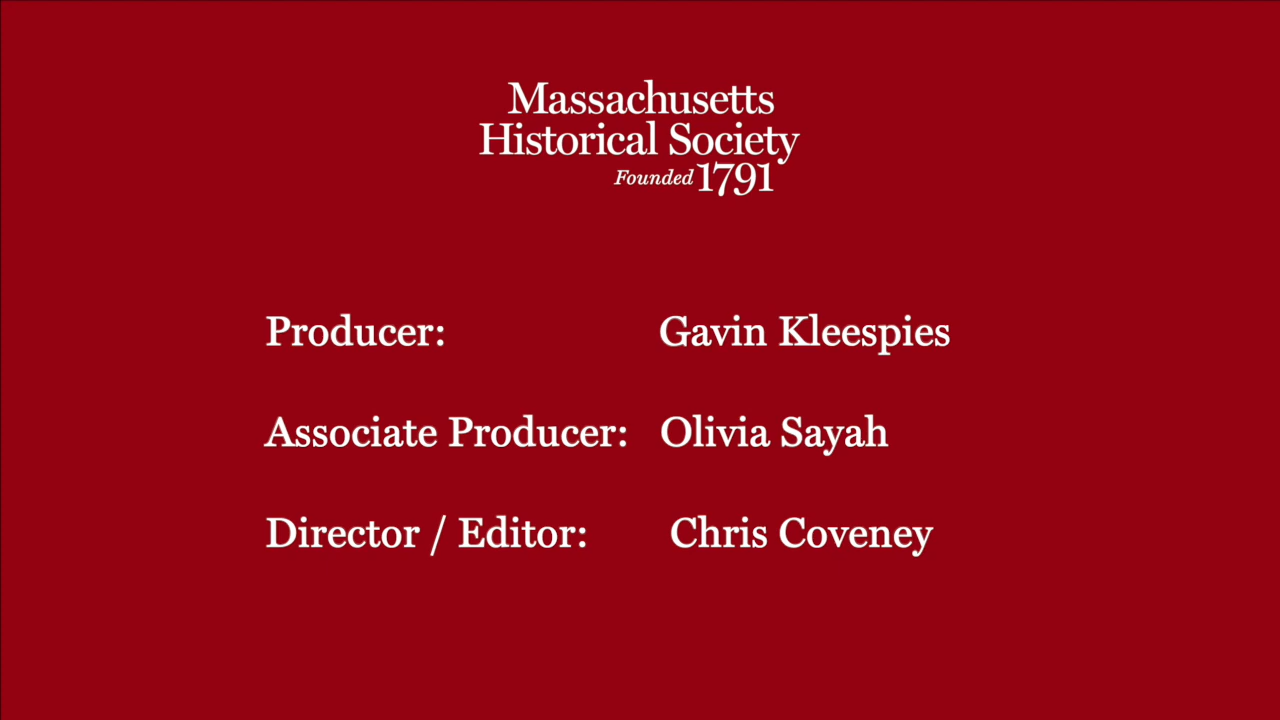 Massachusetts
Historical Society
Founded 1791
Producer: Gavin Kleespies
Associate Producer: Olivia Sayah
Director / Editor: Chris Coveney